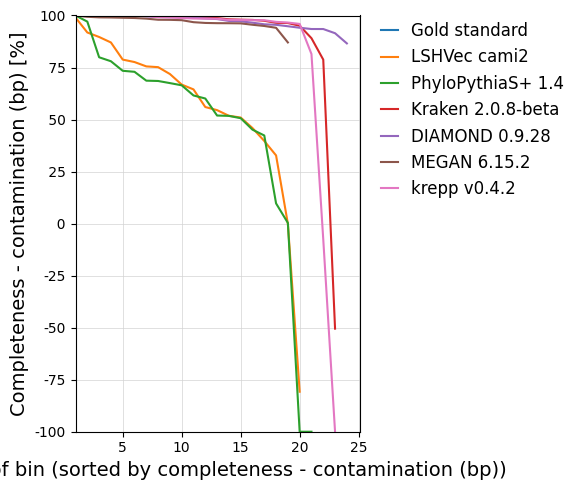 100
75
50
25
0
-25
-50
-75
-100
5
10
15
20
25
Completeness - contamination (bp) [%]
of bin (sorted by completeness - contamination (bp))
Gold standard
LSHVec cami2
PhyloPythiaS+ 1.4
Kraken 2.0.8-beta
DIAMOND 0.9.28
MEGAN 6.15.2
krepp v0.4.2